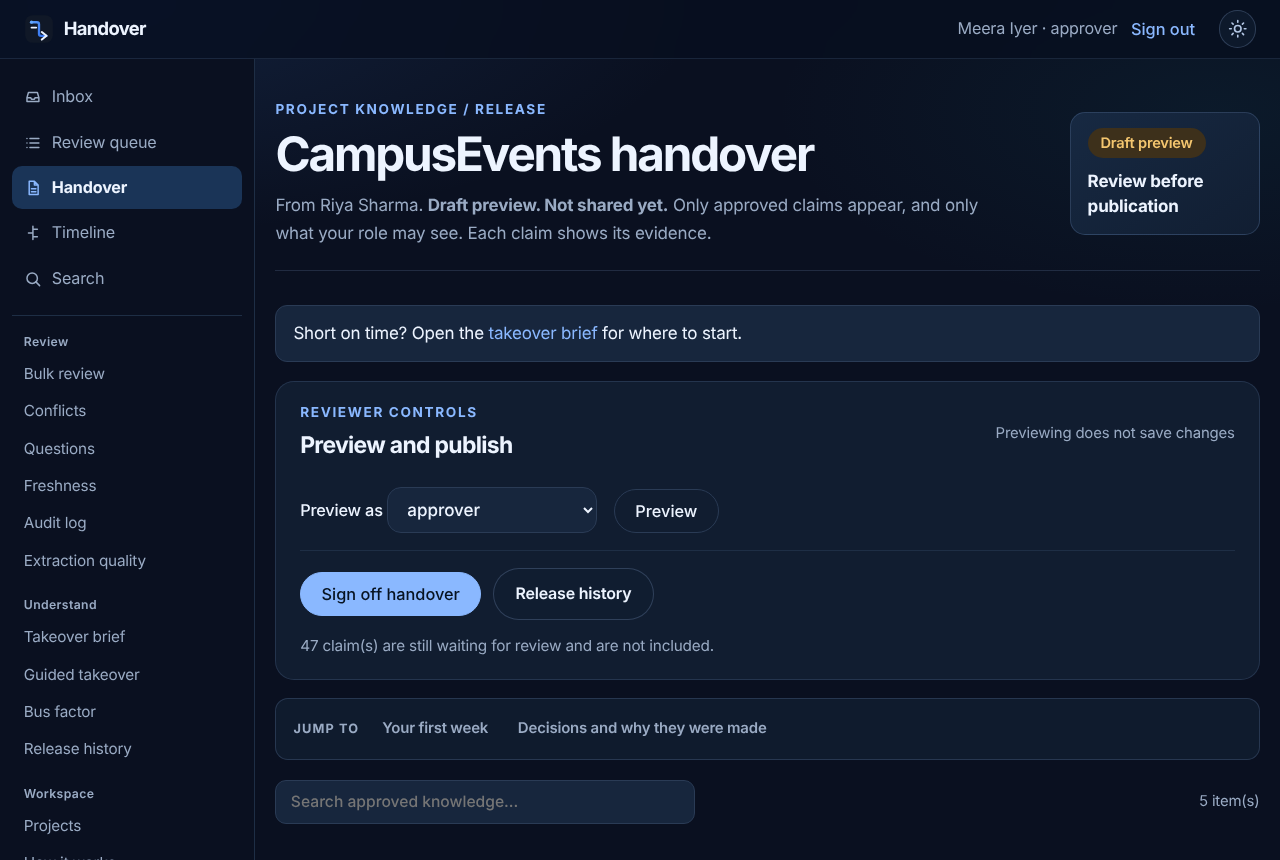 Handover
Meera Iyer · approver Sign out
Inbox
Review queue
Handover
Timeline
Search
Review
Bulk review
Conflicts
Questions
Freshness
Audit log
Extraction quality
Understand
Takeover brief
Guided takeover
Bus factor
Release history
Workspace
Projects
PROJECT KNOWLEDGE / RELEASE
CampusEvents handover
From Riya Sharma. Draft preview. Not shared yet. Only approved claims appear, and only
what your role may see. Each claim shows its evidence.
Draft preview
Review before
publication
Short on time? Open the takeover brief for where to start.
REVIEWER CONTROLS
Preview and publish
Previewing does not save changes
Preview as approver Preview
Sign off handover Release history
47 claim(s) are still waiting for review and are not included.
JUMP TO Your first week Decisions and why they were made
Search approved knowledge...
5 item(s)